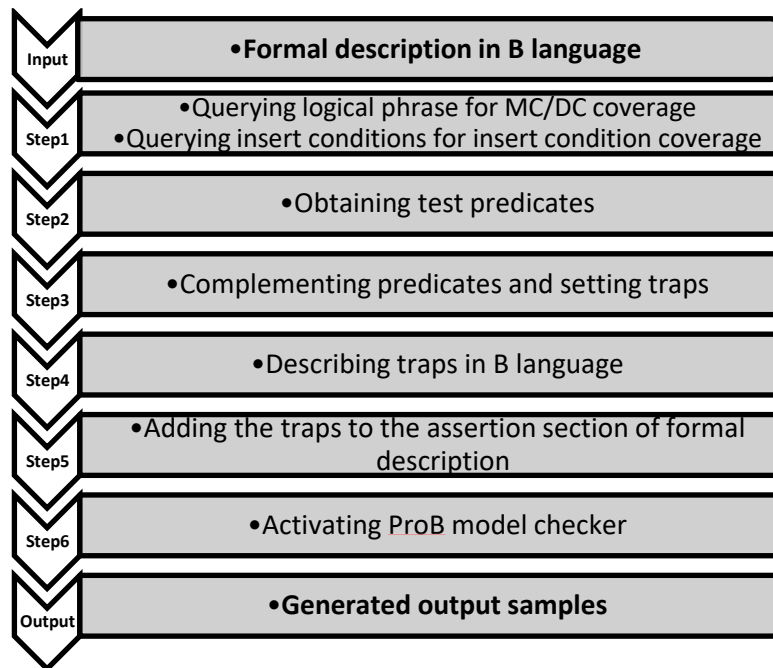 Input
•Formal description in B language
Step1
•Querying logical phrase for MC/DC coverage
•Querying insert conditions for insert condition coverage
Step2
•Obtaining test predicates
Step3
•Complementing predicates and setting traps
Step4
•Describing traps in B language
Step5
•Adding the traps to the assertion section of formal
description
Step6
•Activating ProB model checker
Output
•Generated output samples